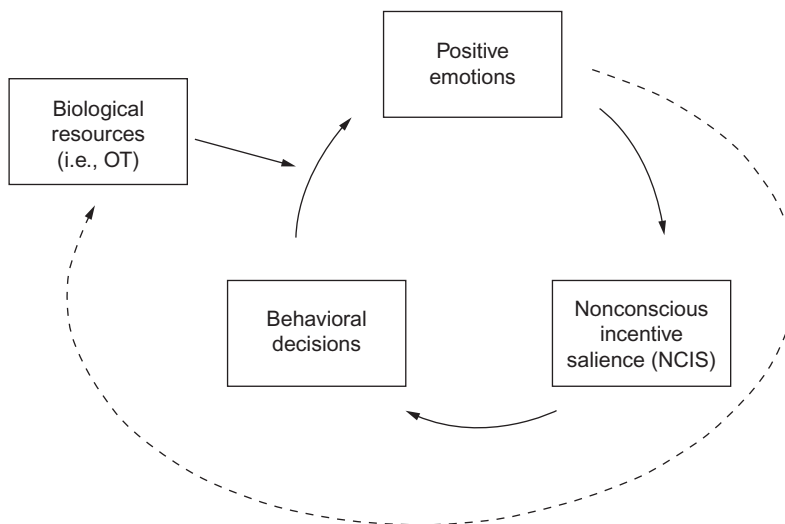 Positive
emotions
Biological
resources
(i.e., OT)
Behavioral
decisions
Nonconscious
incentive
salience (NCIS)